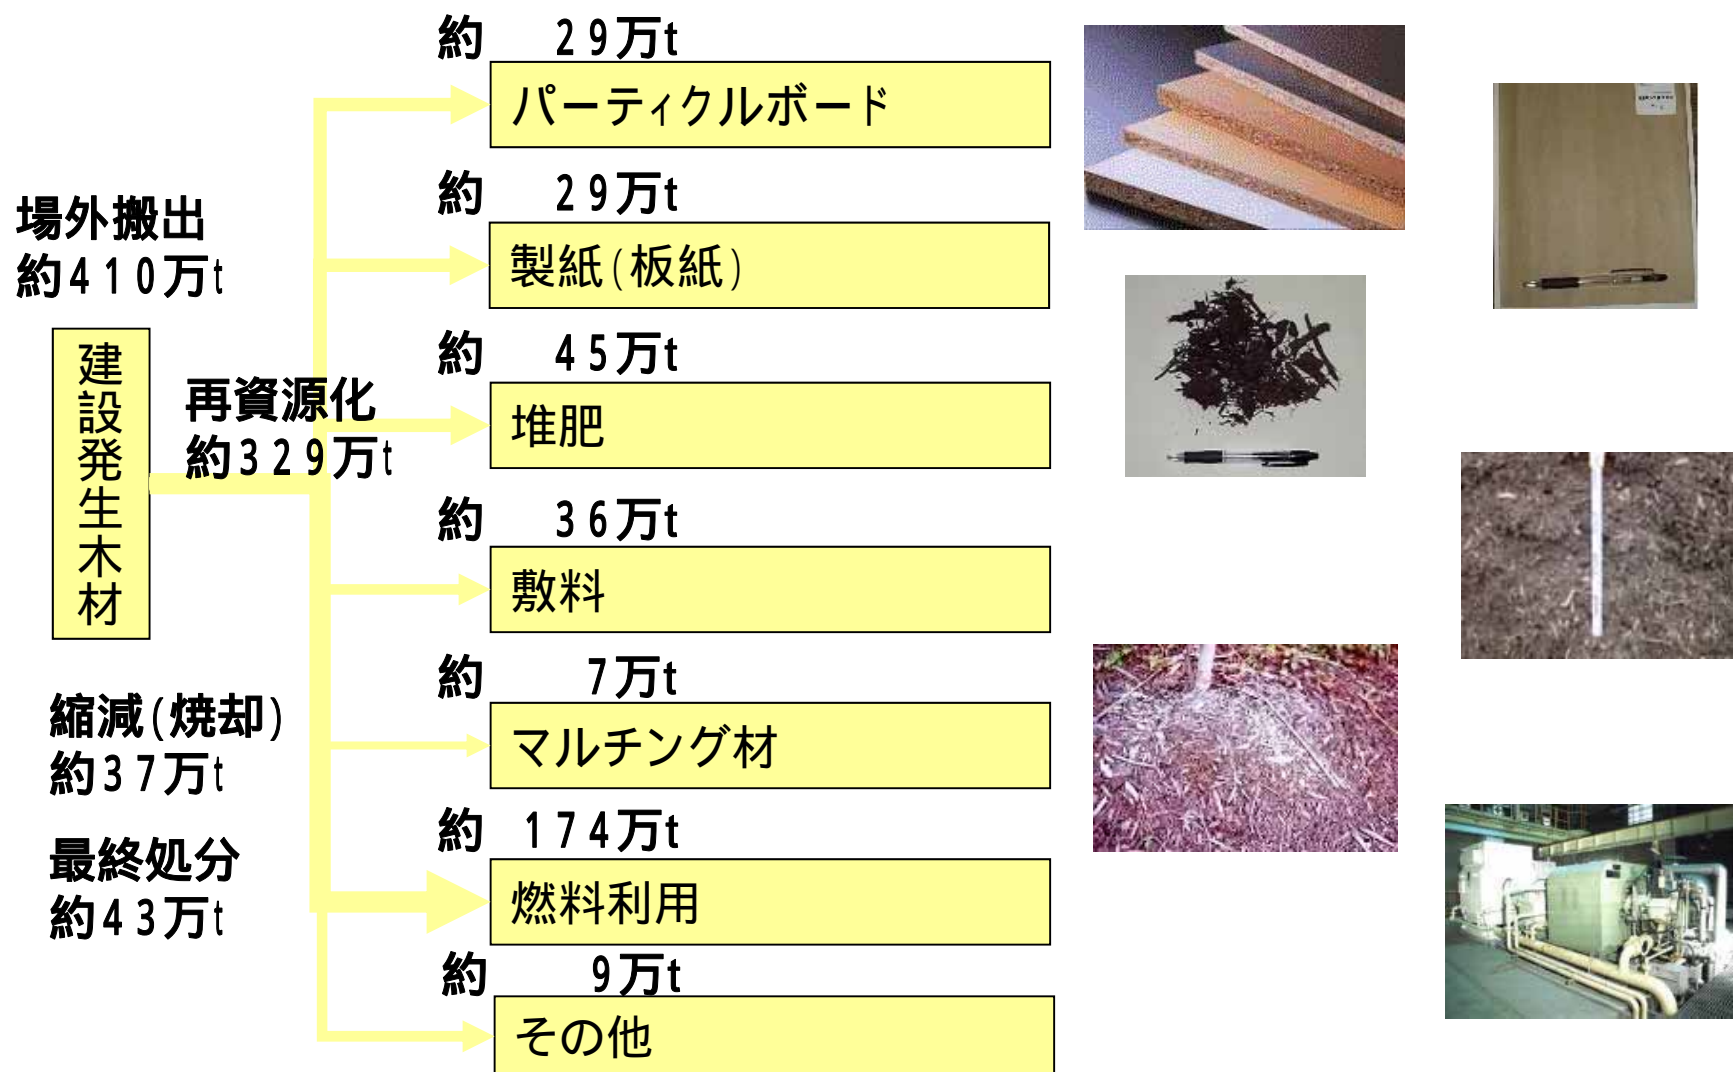 場外搬出
約410万t
建設発生木材
再資源化
約329万t
縮減(焼却)
約37万t
最終処分
約43万t
約 29万t
パーティクルボード
約 29万t
製紙(板紙)
約 45万t
堆肥
約 36万t
敷料
約 7万t
マルチング材
約 174万t
燃料利用
約 9万t
その他